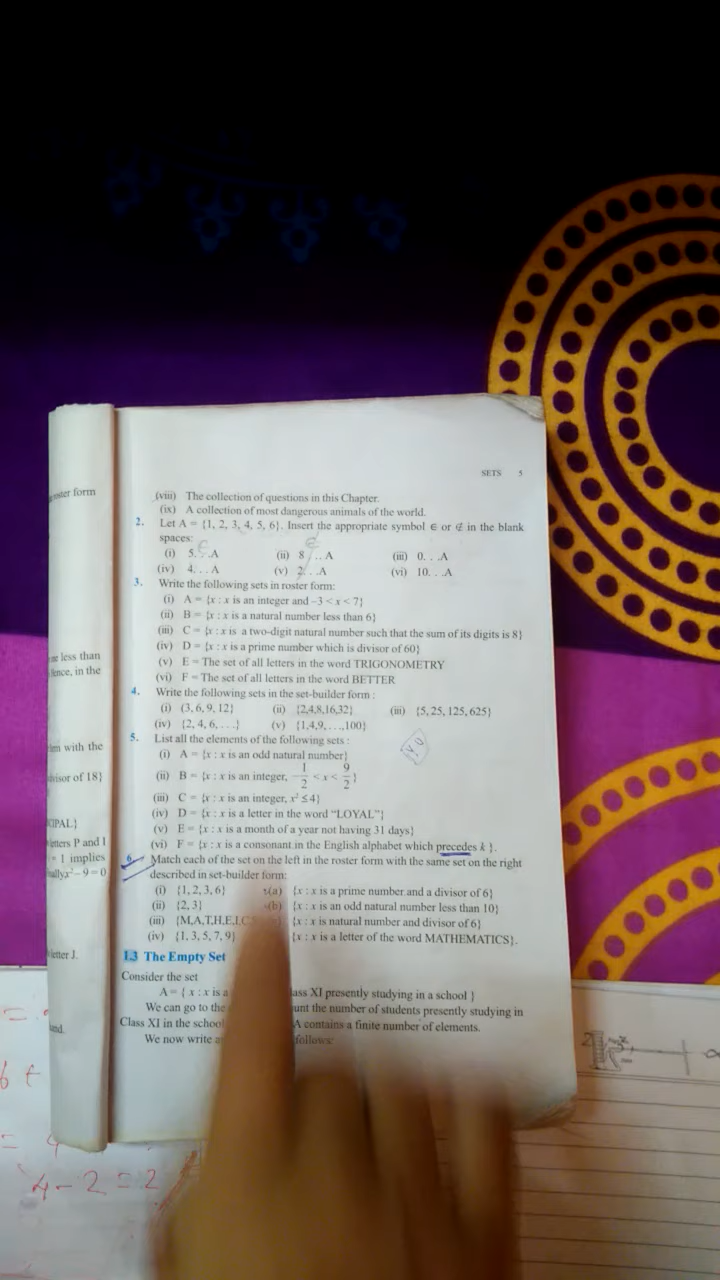 SETS 5
roster form
(viii) The collection of questions in this Chapter.
(ix) A collection of most dangerous animals of the world.
2. Let A = {1, 2, 3, 4, 5, 6}. Insert the appropriate symbol ∈ or ∉ in the blank
spaces:
(i) 5. . .A (ii) 8 . . .A (iii) 0. . .A
(iv) 4. . . A (v) 2. . .A (vi) 10. . .A
3. Write the following sets in roster form:
(i) A = {x : x is an integer and –3 < x < 7}
(ii) B = {x : x is a natural number less than 6}
(iii) C = {x : x is a two-digit natural number such that the sum of its digits is 8}
(iv) D = {x : x is a prime number which is divisor of 60}
(v) E = The set of all letters in the word TRIGONOMETRY
(vi) F = The set of all letters in the word BETTER
less than
in the
4. Write the following sets in the set-builder form :
(i) (3, 6, 9, 12} (ii) {2,4,8,16,32} (iii) {5, 25, 125, 625}
(iv) {2, 4, 6, . . .} (v) {1,4,9, . . .,100}
5. List all the elements of the following sets :
(i) A = {x : x is an odd natural number}
(ii) B = {x : x is an integer, –1/2 < x < 9/2}
(iii) C = {x : x is an integer, x² ≤ 4}
(iv) D = {x : x is a letter in the word “LOYAL”}
(v) E = {x : x is a month of a year not having 31 days}
(vi) F = {x : x is a consonant in the English alphabet which precedes k }.
with the
of 18}
P and I
+ 1 implies
x² – 9 = 0
6. Match each of the set on the left in the roster form with the same set on the right
described in set-builder form:
(i) {1, 2, 3, 6} (a) {x : x is a prime number and a divisor of 6}
(ii) {2, 3} (b) {x : x is an odd natural number less than 10}
(iii) {M,A,T,H,E,I,C {x : x is natural number and divisor of 6}
(iv) {1, 3, 5, 7, 9} {x : x is a letter of the word MATHEMATICS}.
letter J.
1.3 The Empty Set
Consider the set
A = { x : x is a XI presently studying in a school }
We can go to the the number of students presently studying in
Class XI in the school A contains a finite number of elements.
We now write follows:
4 - 2 = 2